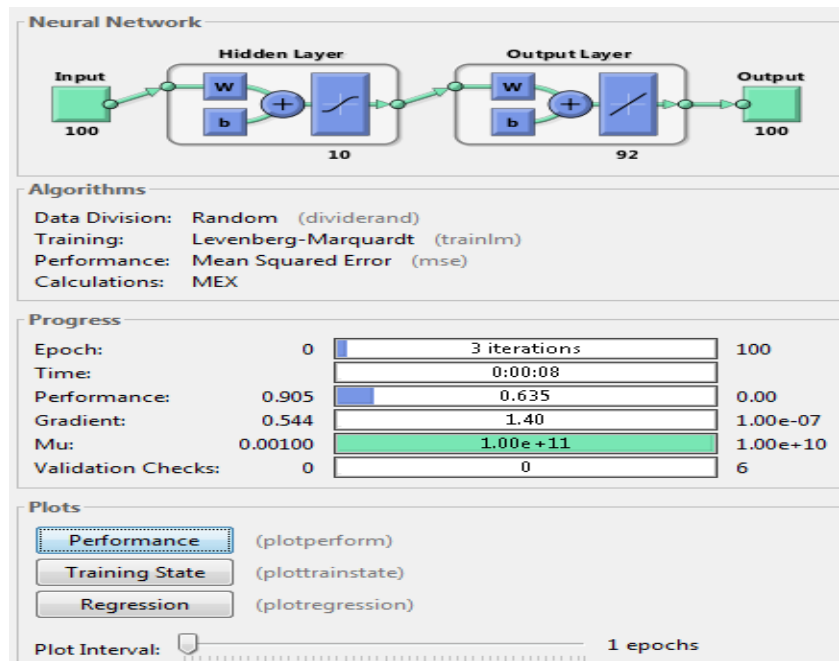 Neural Network
Hidden Layer Output Layer
Input Output
W W
+ +
b b
100 100
10 92
Algorithms
Data Division: Random (dividerand)
Training: Levenberg-Marquardt (trainlm)
Performance: Mean Squared Error (mse)
Calculations: MEX
Progress
Epoch: 0 3 iterations 100
Time: 0:00:08
Performance: 0.905 0.635 0.00
Gradient: 0.544 1.40 1.00e-07
Mu: 0.00100 1.00e+11 1.00e+10
Validation Checks: 0 0 6
Plots
Performance (plotperform)
Training State (plottrainstate)
Regression (plotregression)
Plot Interval: 1 epochs